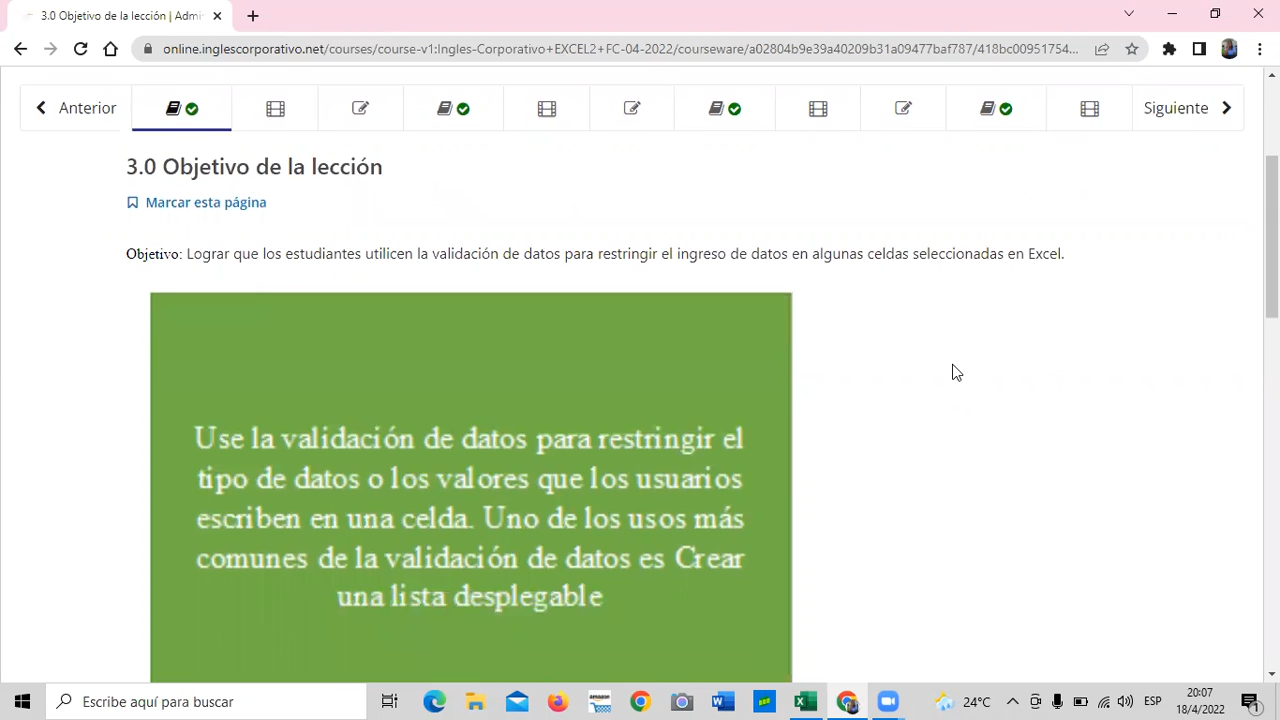 3.0 Objetivo de la lección | Admi
online.inglescorporativo.net/courses/course-v1:Ingles-Corporativo+EXCEL2+FC-04-2022/courseware/a02804b9e39a40209b31a09477baf787/418bc00951754...
Anterior
Siguiente
3.0 Objetivo de la lección
Marcar esta página
Objetivo: Lograr que los estudiantes utilicen la validación de datos para restringir el ingreso de datos en algunas celdas seleccionadas en Excel.
Use la validación de datos para restringir el
tipo de datos o los valores que los usuarios
escriben en una celda. Uno de los usos más
comunes de la validación de datos es Crear
una lista desplegable
Escribe aquí para buscar
amazon
24°C
ESP
20:07
18/4/2022
1